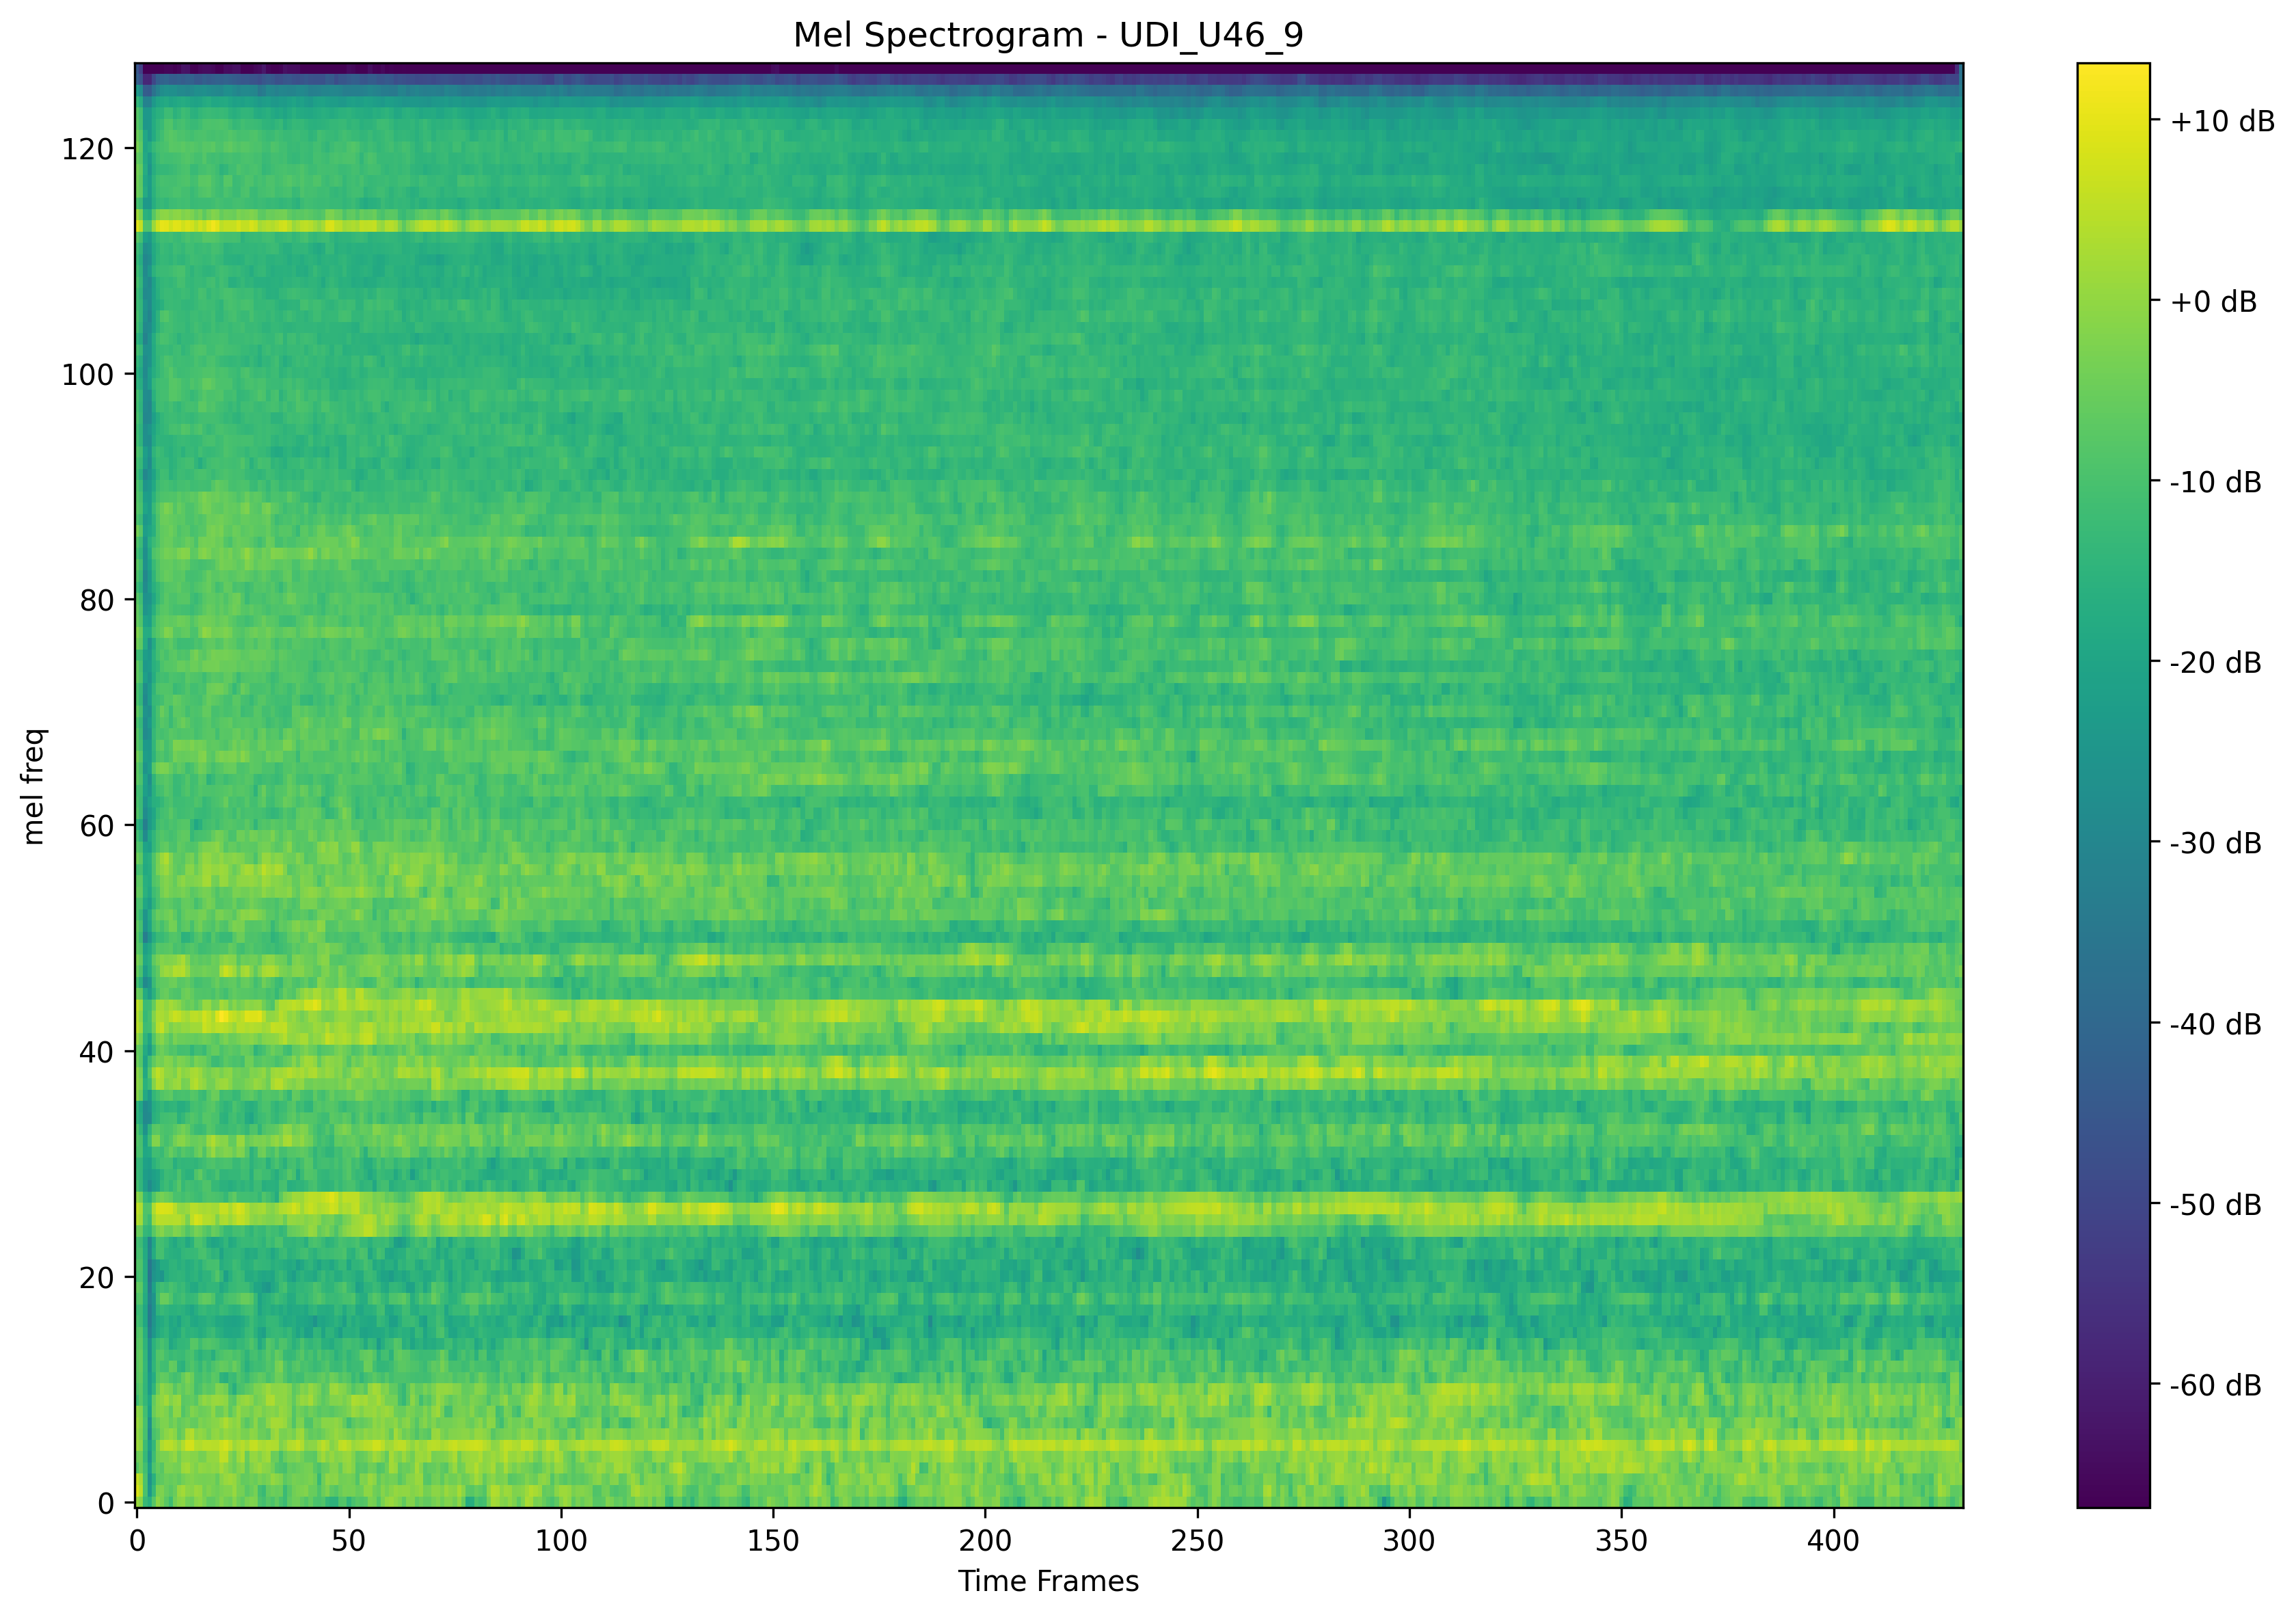 Mel Spectrogram - UDI_U46_9
mel freq
120
100
80
60
40
20
0
0 50 100 150 200 250 300 350 400
Time Frames
+10 dB
+0 dB
-10 dB
-20 dB
-30 dB
-40 dB
-50 dB
-60 dB